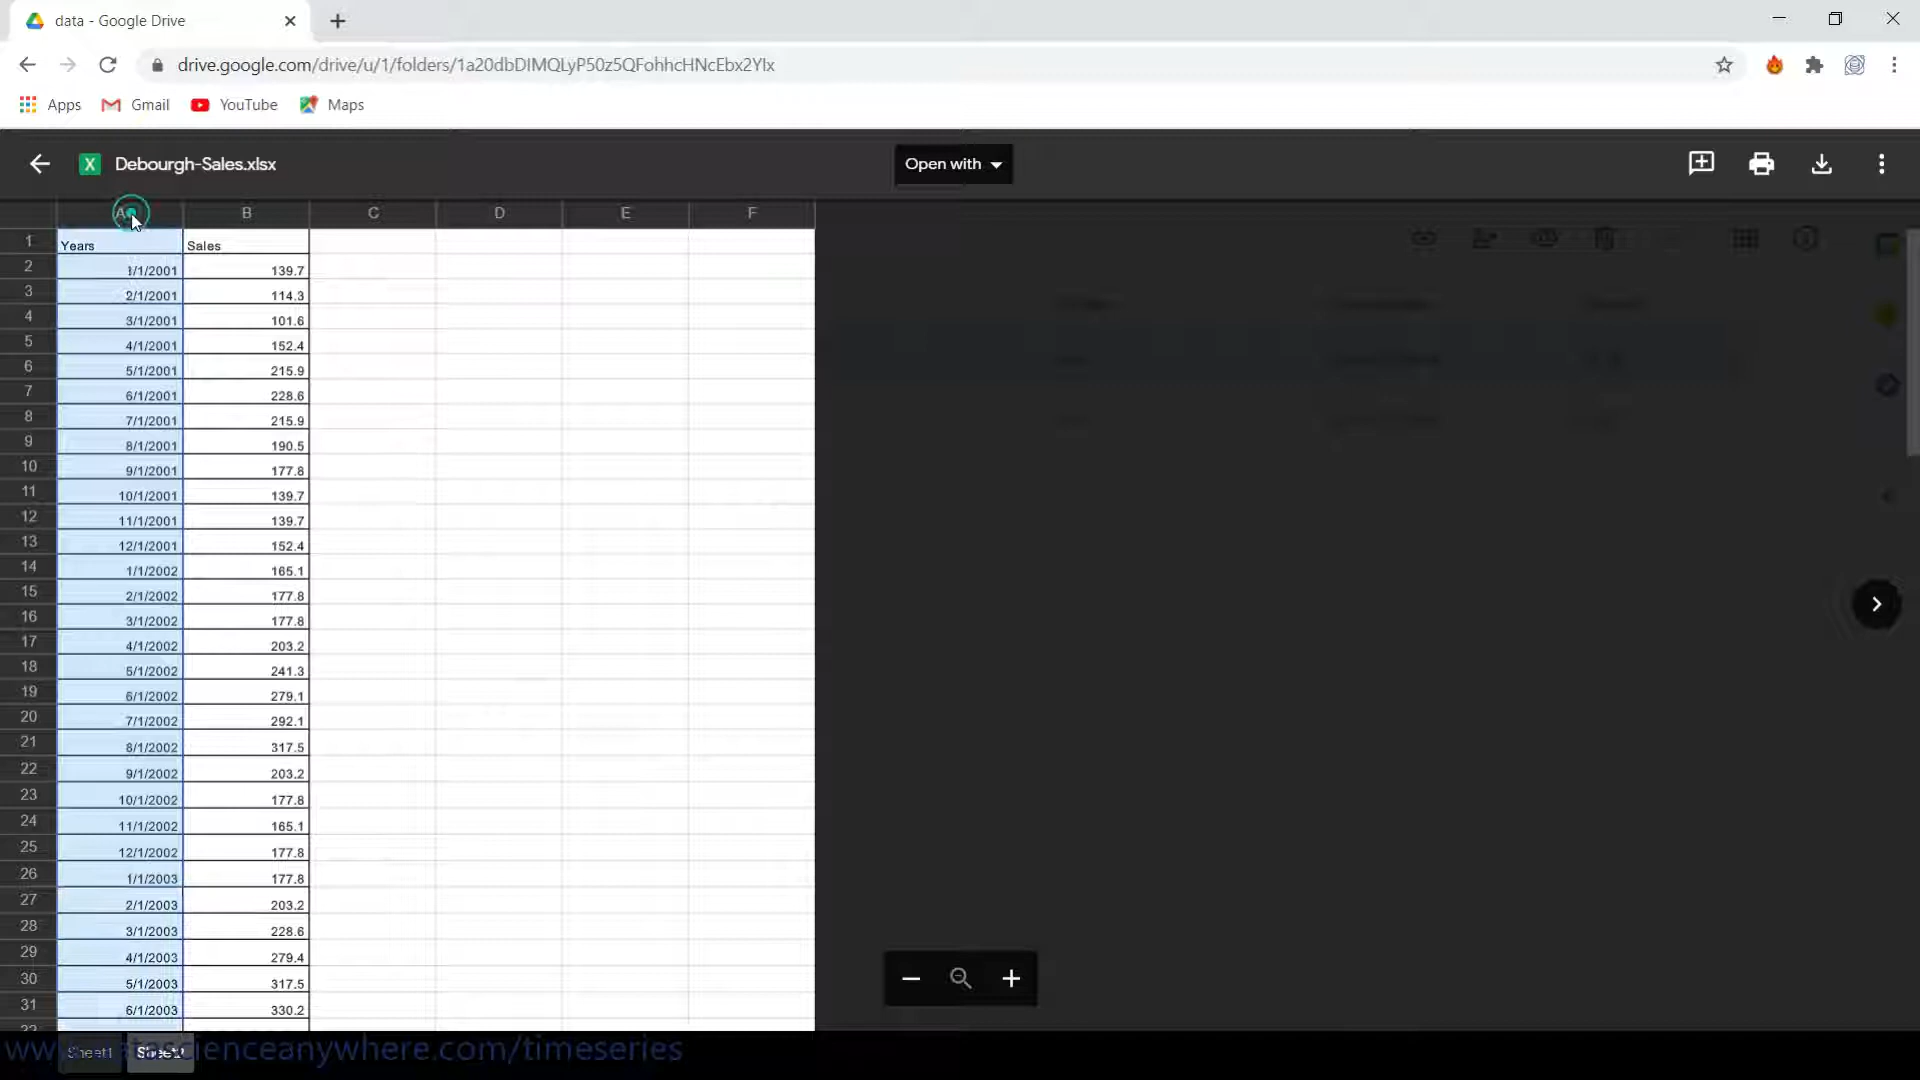 data - Google Drive
drive.google.com/drive/u/1/folders/1a20dbDIMQLyP50z5QFohhcHNcEbx2YIx
Apps Gmail YouTube Maps
X Debourgh-Sales.xlsx Open with
A B C D E F
1 Years Sales
2 1/1/2001 139.7
3 2/1/2001 114.3
4 3/1/2001 101.6
5 4/1/2001 152.4
6 5/1/2001 215.9
7 6/1/2001 228.6
8 7/1/2001 215.9
9 8/1/2001 190.5
10 9/1/2001 177.8
11 10/1/2001 139.7
12 11/1/2001 139.7
13 12/1/2001 152.4
14 1/1/2002 165.1
15 2/1/2002 177.8
16 3/1/2002 177.8
17 4/1/2002 203.2
18 5/1/2002 241.3
19 6/1/2002 279.1
20 7/1/2002 292.1
21 8/1/2002 317.5
22 9/1/2002 203.2
23 10/1/2002 177.8
24 11/1/2002 165.1
25 12/1/2002 177.8
26 1/1/2003 177.8
27 2/1/2003 203.2
28 3/1/2003 228.6
29 4/1/2003 279.4
30 5/1/2003 317.5
31 6/1/2003 330.2
Sheet1 Sheet2